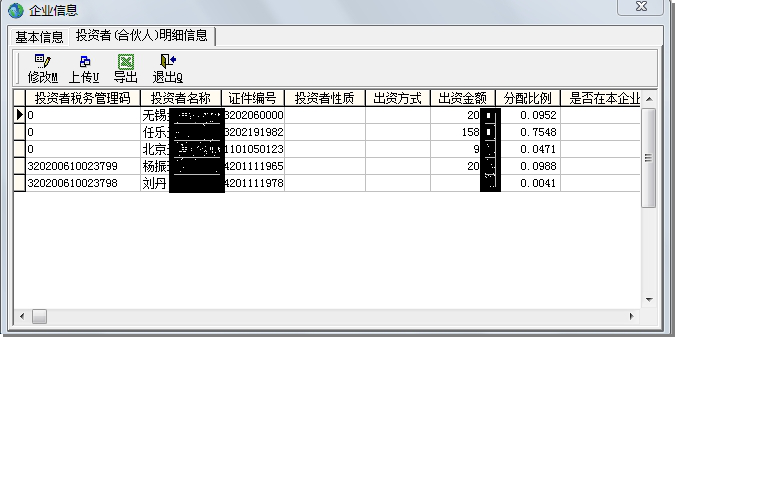 企业信息
基本信息 投资者(合伙人)明细信息
修改M 上传U 导出 退出Q
投资者税务管理码 投资者名称 证件编号 投资者性质 出资方式 出资金额 分配比例 是否在本企业
0 无锡 3202060000 20 0.0952
0 任乐 3202191982 158 0.7548
0 北京 1101050123 9 0.0471
320200610023799 杨振 4201111965 20 0.0988
320200610023798 刘丹 4201111978 0.0041